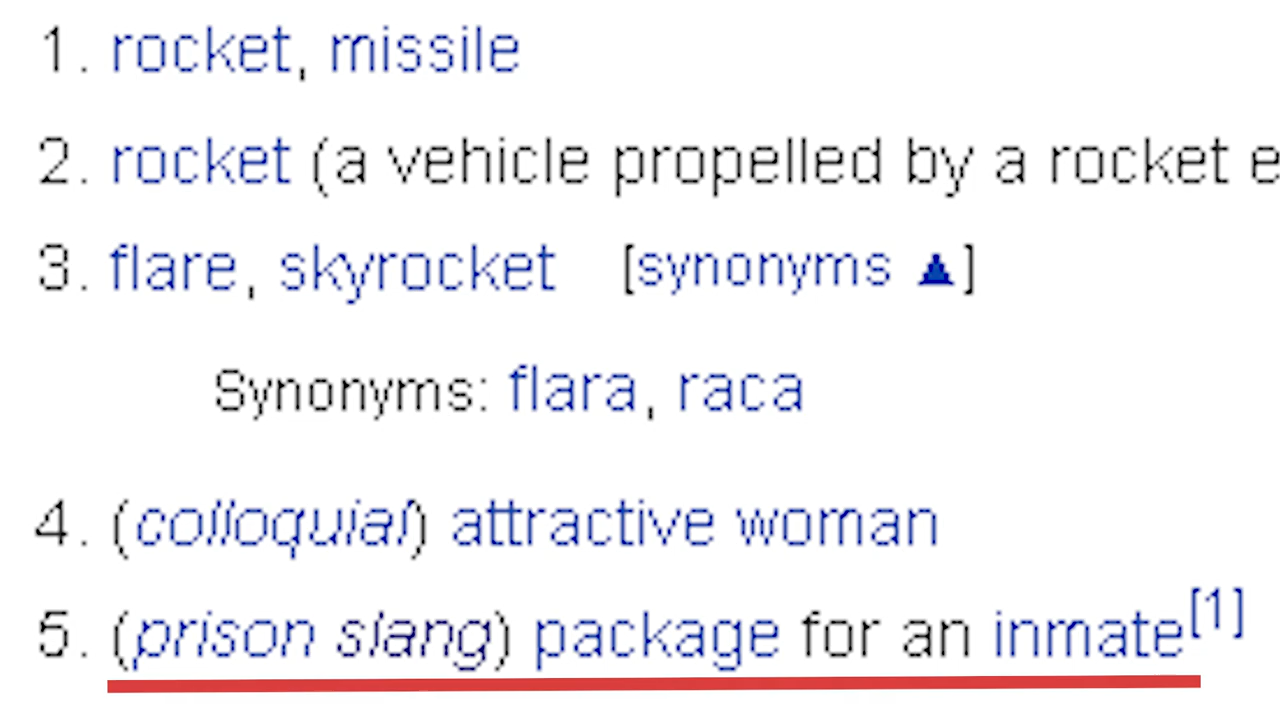 1. rocket, missile
2. rocket (a vehicle propelled by a rocket e
3. flare, skyrocket [synonyms ▲]
Synonyms: flara, raca
4. (colloquial) attractive woman
5. (prison slang) package for an inmate[1]